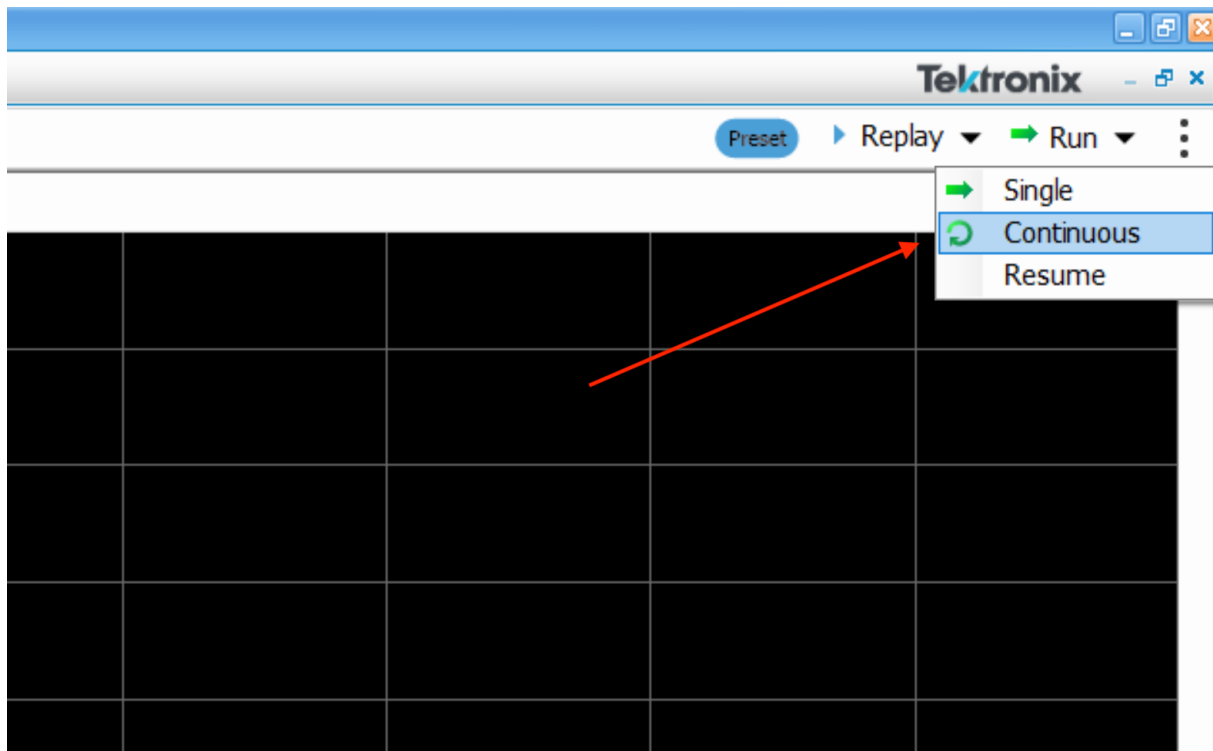 Tektronix
Preset Replay Run
Single
Continuous
Resume